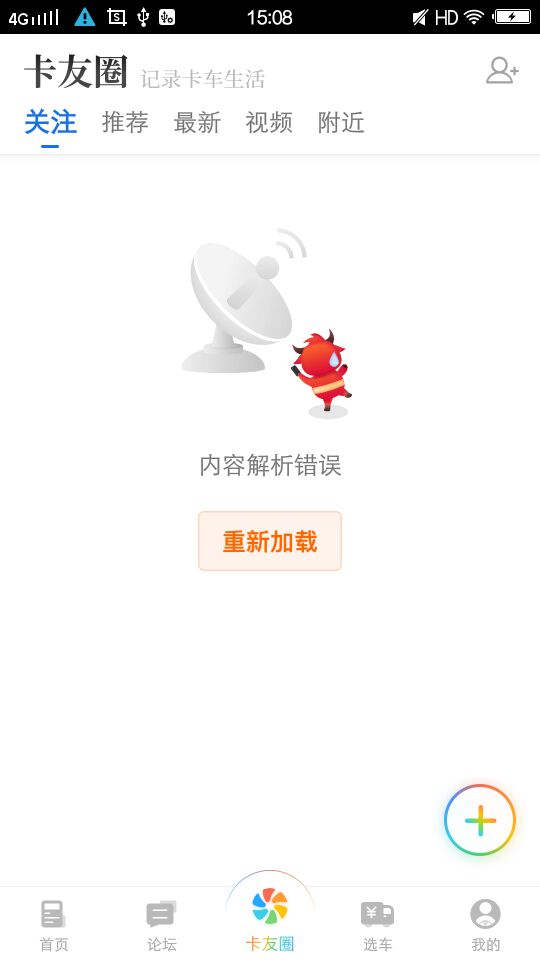 4G 15:08 HD
卡友圈 记录卡车生活
关注 推荐 最新 视频 附近
内容解析错误
重新加载
首页 论坛 卡友圈 选车 我的